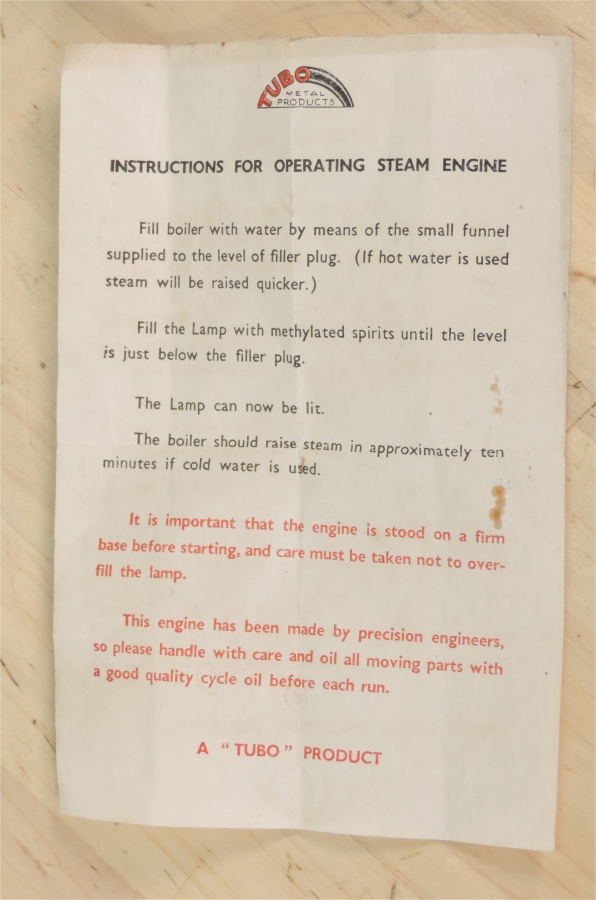 TUBO
METAL
PRODUCTS
INSTRUCTIONS FOR OPERATING STEAM ENGINE
Fill boiler with water by means of the small funnel
supplied to the level of filler plug. (If hot water is used
steam will be raised quicker.)
Fill the Lamp with methylated spirits until the level
is just below the filler plug.
The Lamp can now be lit.
The boiler should raise steam in approximately ten
minutes if cold water is used.
It is important that the engine is stood on a firm
base before starting, and care must be taken not to over-
fill the lamp.
This engine has been made by precision engineers,
so please handle with care and oil all moving parts with
a good quality cycle oil before each run.
A “TUBO” PRODUCT